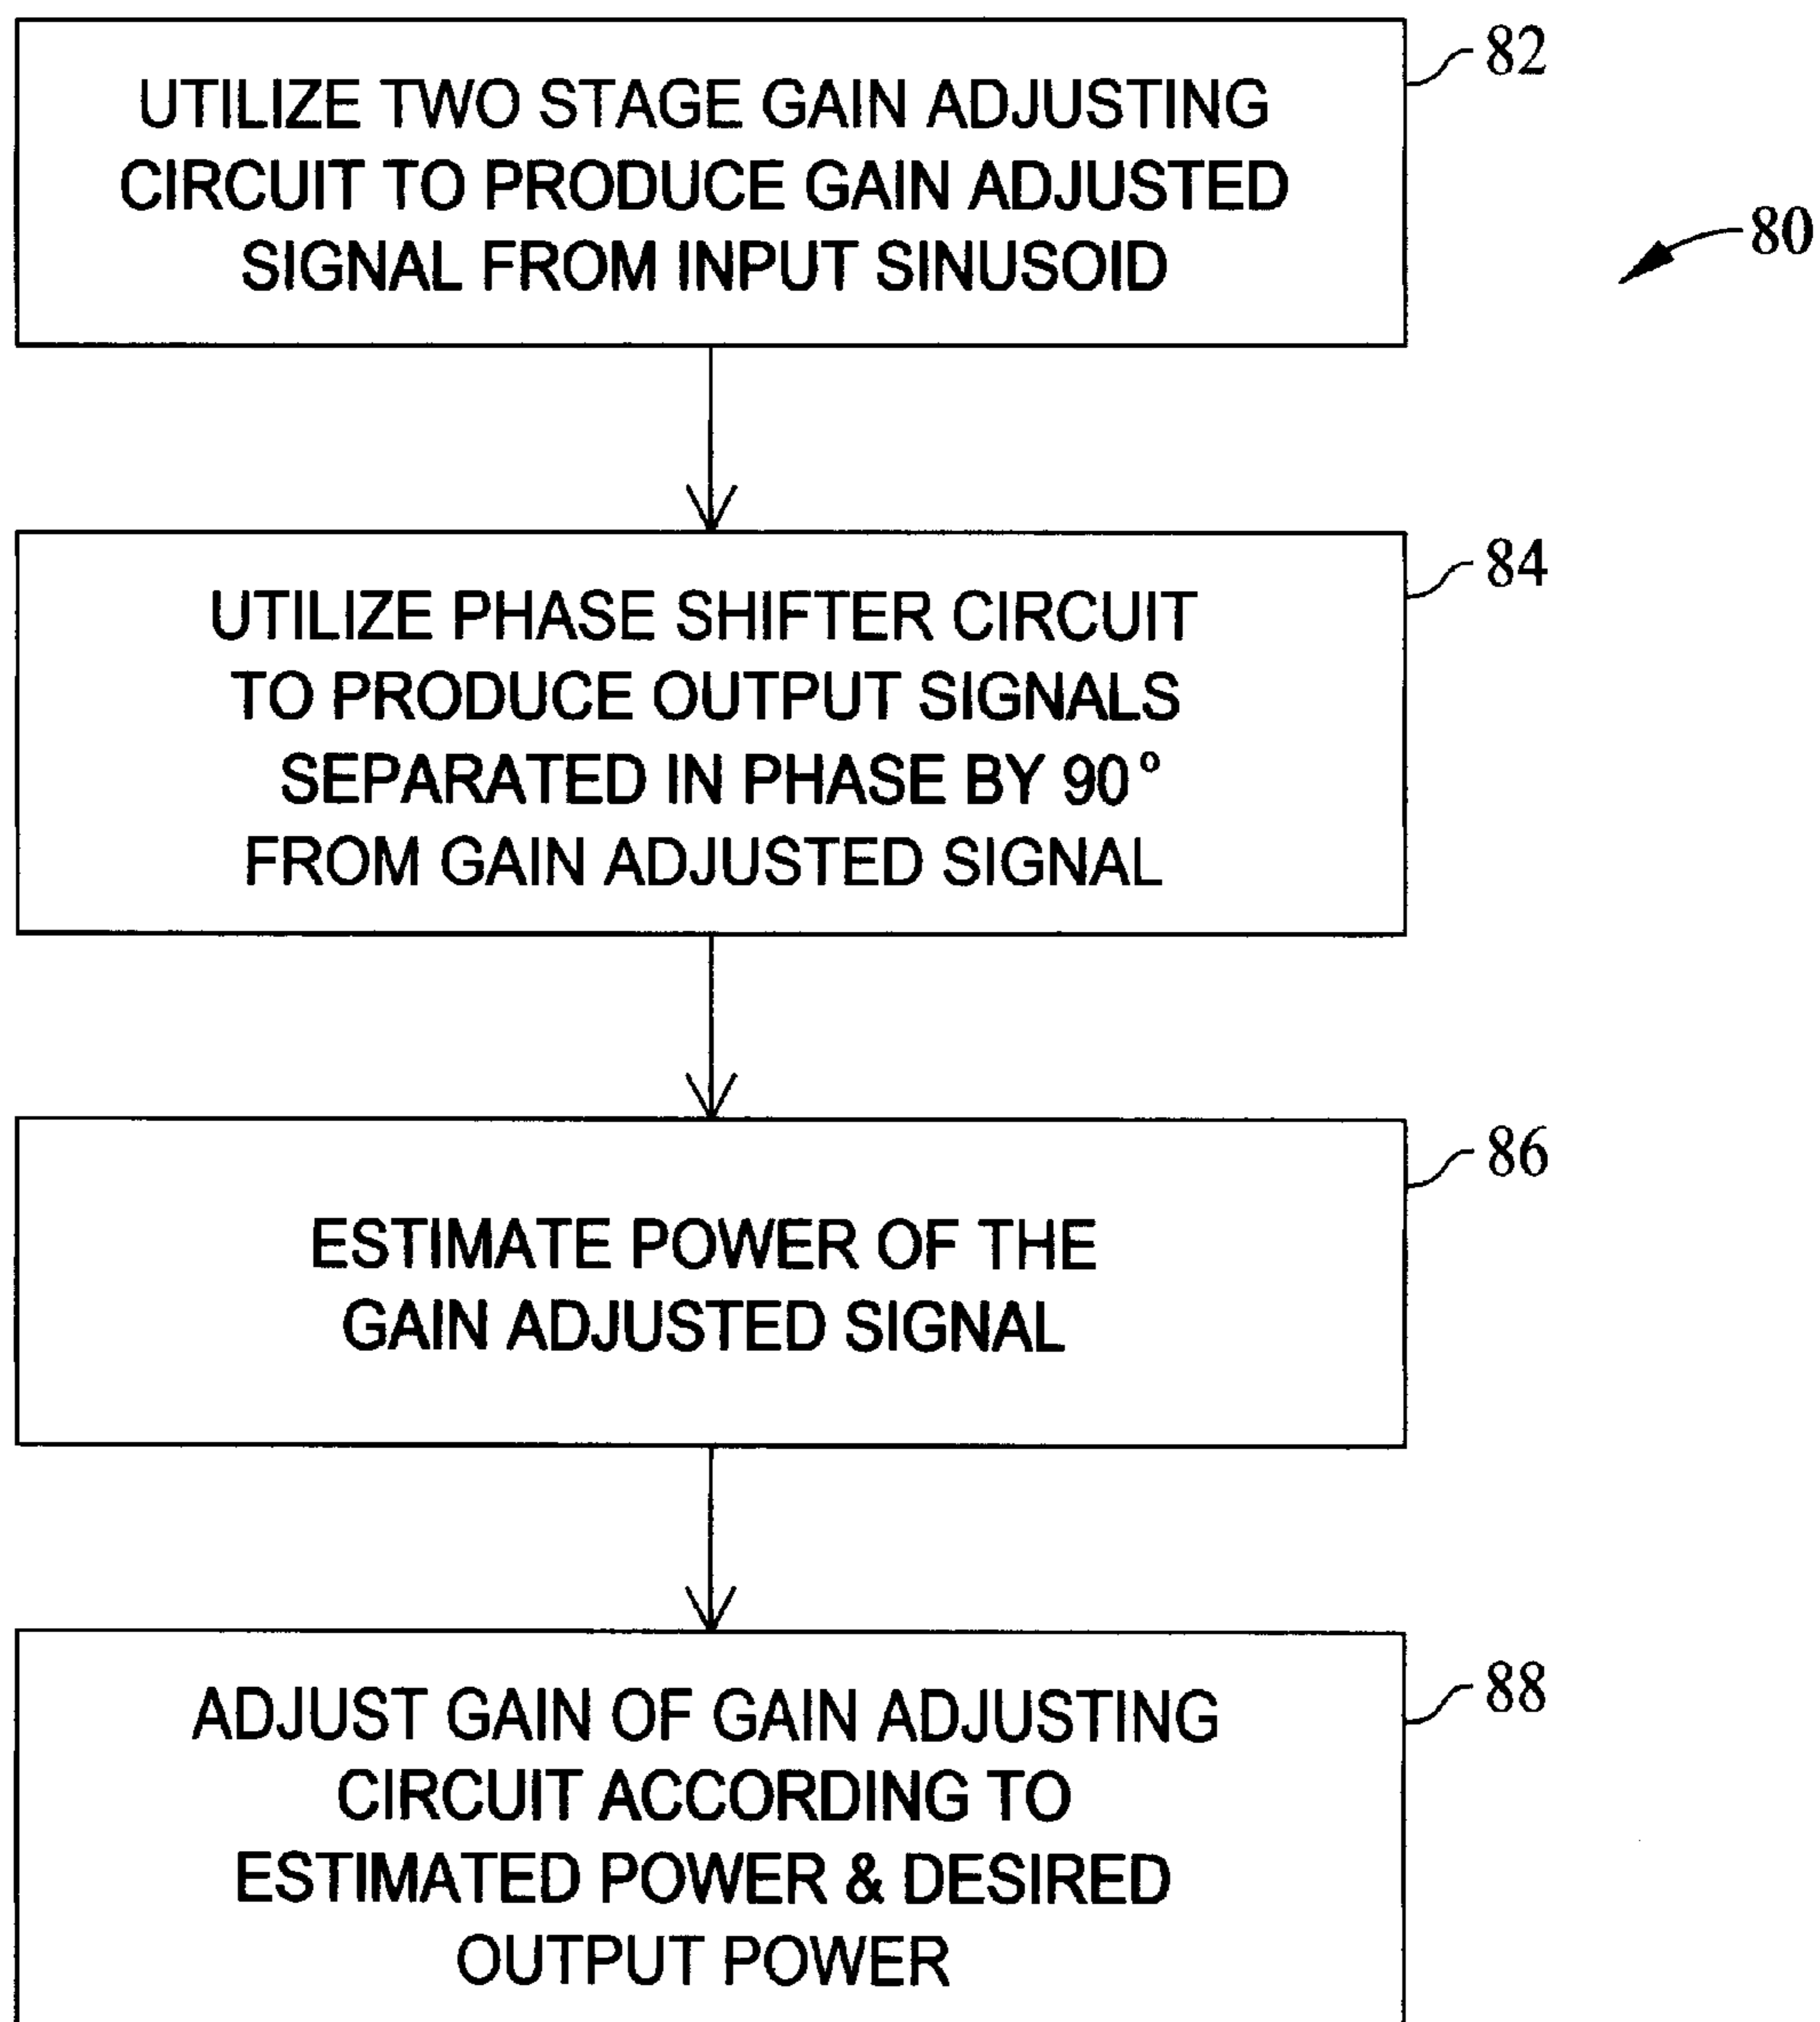 82
UTILIZE TWO STAGE GAIN ADJUSTING
CIRCUIT TO PRODUCE GAIN ADJUSTED
SIGNAL FROM INPUT SINUSOID
80
84
UTILIZE PHASE SHIFTER CIRCUIT
TO PRODUCE OUTPUT SIGNALS
SEPARATED IN PHASE BY 90°
FROM GAIN ADJUSTED SIGNAL
86
ESTIMATE POWER OF THE
GAIN ADJUSTED SIGNAL
88
ADJUST GAIN OF GAIN ADJUSTING
CIRCUIT ACCORDING TO
ESTIMATED POWER & DESIRED
OUTPUT POWER